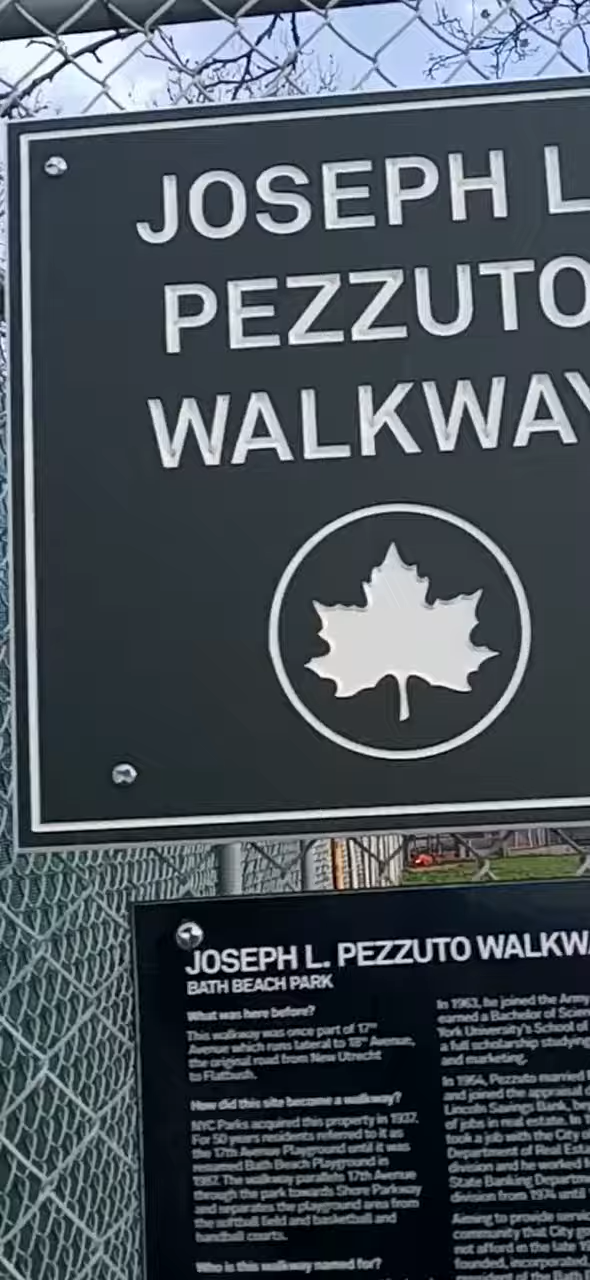 JOSEPH L
PEZZUTO
WALKWAY
JOSEPH L. PEZZUTO WALKWA
BATH BEACH PARK
What was here before?
This walkway was once part of 17th
Avenue which runs lateral to 18th Avenue,
the original road from New Utrecht
to Flatbush.
How did this site become a walkway?
NYC Parks acquired this property in 1937.
For 50 years residents referred to it as
the 17th Avenue Playground until it was
renamed Bath Beach Playground in
1987. The walkway parallels 17th Avenue
through the park towards Shore Parkway
and separates the playground area from
the softball field and basketball and
handball courts.
Who is this walkway named for?
In 1963, he joined the Army
earned a Bachelor of Scien
York University's School of
a full scholarship studying
and marketing.
In 1964, Pezzuto married
and joined the appraisal
Lincoln Savings Bank,
of jobs in real estate. In 1
took a job with the City o
Department of Real Esta
division and he worked
State Banking Departm
division from 1974 until
Aiming to provide servic
community that City
not afford in the late 19
founded, incorporated,